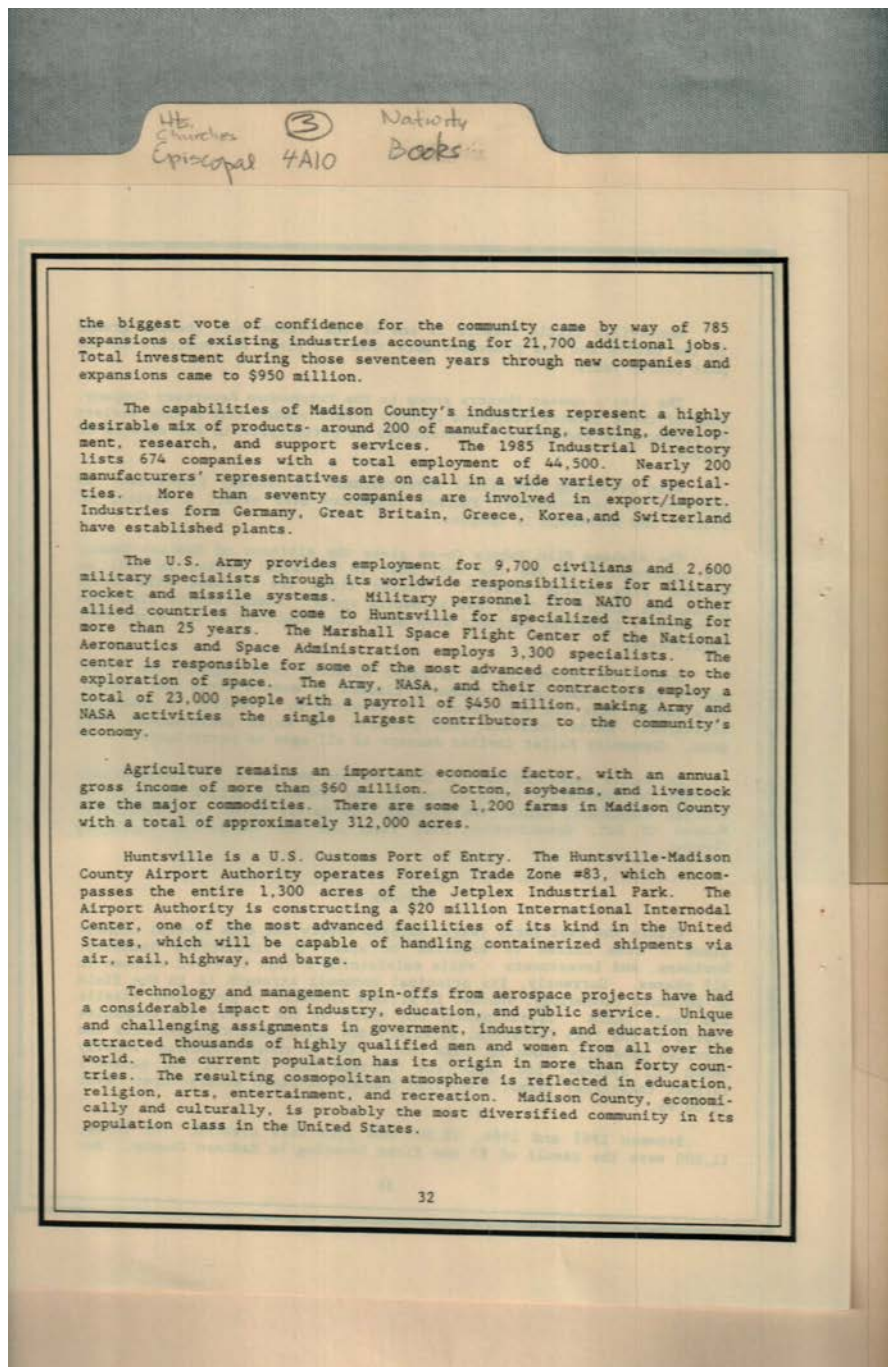 Hts. ③ Nativity
Churches
Episcopal 4A10 Books
the biggest vote of confidence for the community came by way of 785
expansions of existing industries accounting for 21,700 additional jobs.
Total investment during those seventeen years through new companies and
expansions came to $950 million.
The capabilities of Madison County's industries represent a highly
desirable mix of products- around 200 of manufacturing, testing, develop-
ment, research, and support services. The 1985 Industrial Directory
lists 674 companies with a total employment of 44,500. Nearly 200
manufacturers' representatives are on call in a wide variety of special-
ties. More than seventy companies are involved in export/import.
Industries form Germany, Great Britain, Greece, Korea,and Switzerland
have established plants.
The U.S. Army provides employment for 9,700 civilians and 2,600
military specialists through its worldwide responsibilities for military
rocket and missile systems. Military personnel from NATO and other
allied countries have come to Huntsville for specialized training for
more than 25 years. The Marshall Space Flight Center of the National
Aeronautics and Space Administration employs 3,300 specialists. The
center is responsible for some of the most advanced contributions to the
exploration of space. The Army, NASA, and their contractors employ a
total of 23,000 people with a payroll of $450 million, making Army and
NASA activities the single largest contributors to the community's
economy.
Agriculture remains an important economic factor, with an annual
gross income of more than $60 million. Cotton, soybeans, and livestock
are the major commodities. There are some 1,200 farms in Madison County
with a total of approximately 312,000 acres.
Huntsville is a U.S. Customs Port of Entry. The Huntsville-Madison
County Airport Authority operates Foreign Trade Zone #83, which encom-
passes the entire 1,300 acres of the Jetplex Industrial Park. The
Airport Authority is constructing a $20 million International Internodal
Center, one of the most advanced facilities of its kind in the United
States, which will be capable of handling containerized shipments via
air, rail, highway, and barge.
Technology and management spin-offs from aerospace projects have had
a considerable impact on industry, education, and public service. Unique
and challenging assignments in government, industry, and education have
attracted thousands of highly qualified men and women from all over the
world. The current population has its origin in more than forty coun-
tries. The resulting cosmopolitan atmosphere is reflected in education,
religion, arts, entertainment, and recreation. Madison County, economi-
cally and culturally, is probably the most diversified community in its
population class in the United States.
32